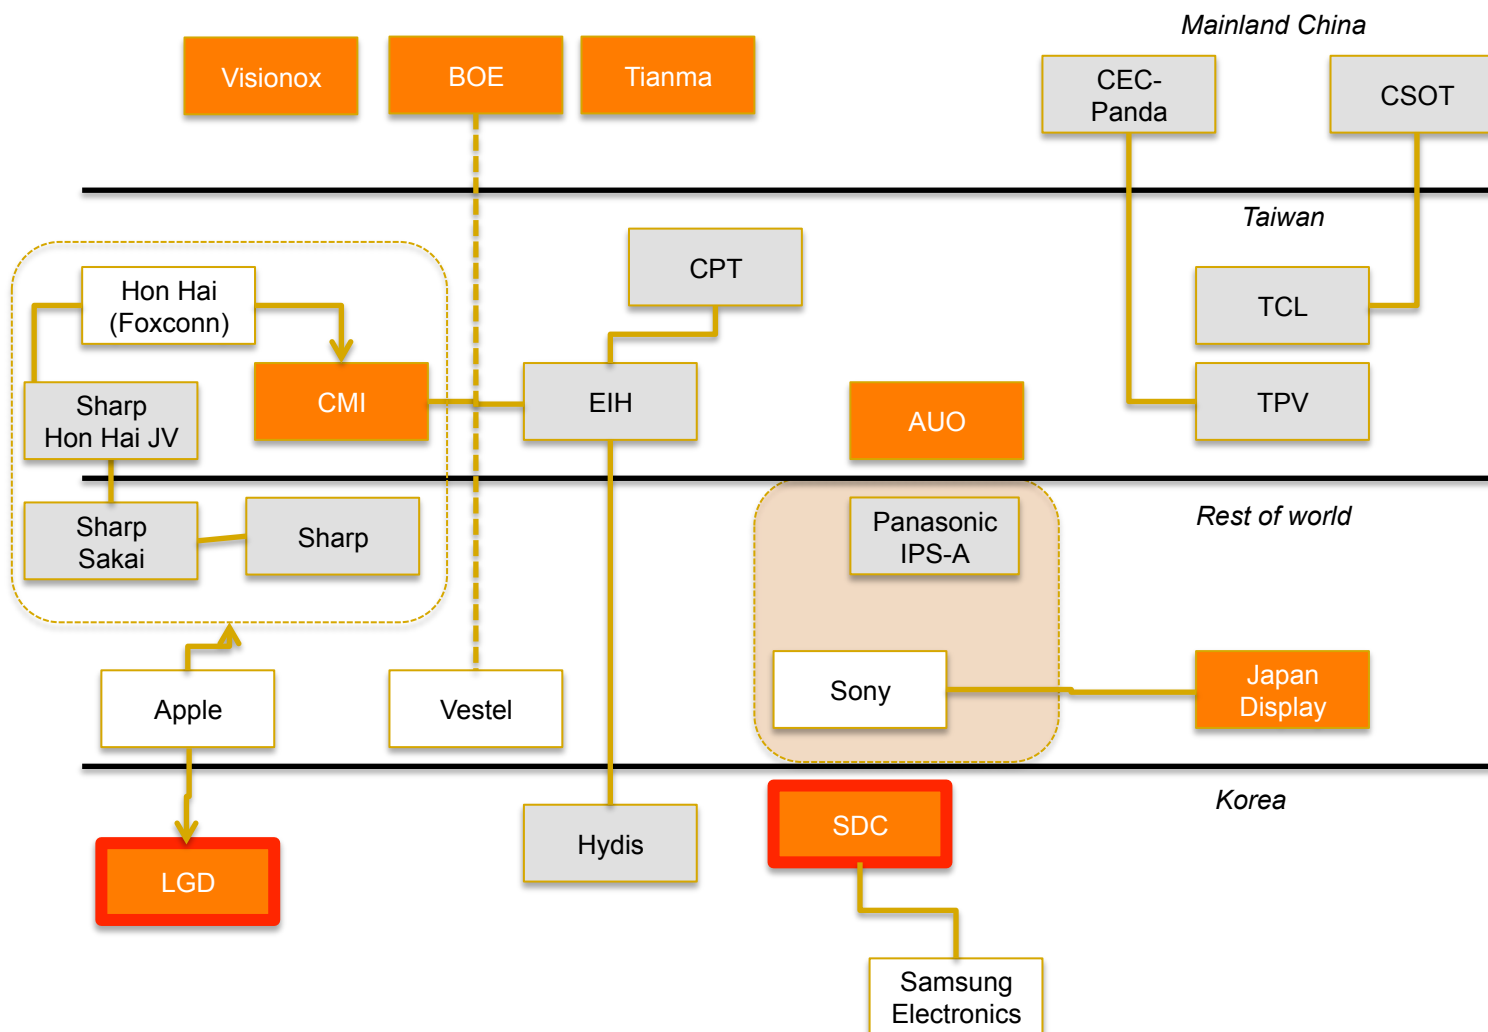 Mainland China
Visionox
BOE
Tianma
CEC-
Panda
CSOT
Taiwan
CPT
Hon Hai
(Foxconn)
TCL
Sharp
Hon Hai JV
CMI
EIH
AUO
TPV
Rest of world
Sharp
Sakai
Sharp
Panasonic
IPS-A
Apple
Vestel
Sony
Japan
Display
Korea
LGD
Hydis
SDC
Samsung
Electronics